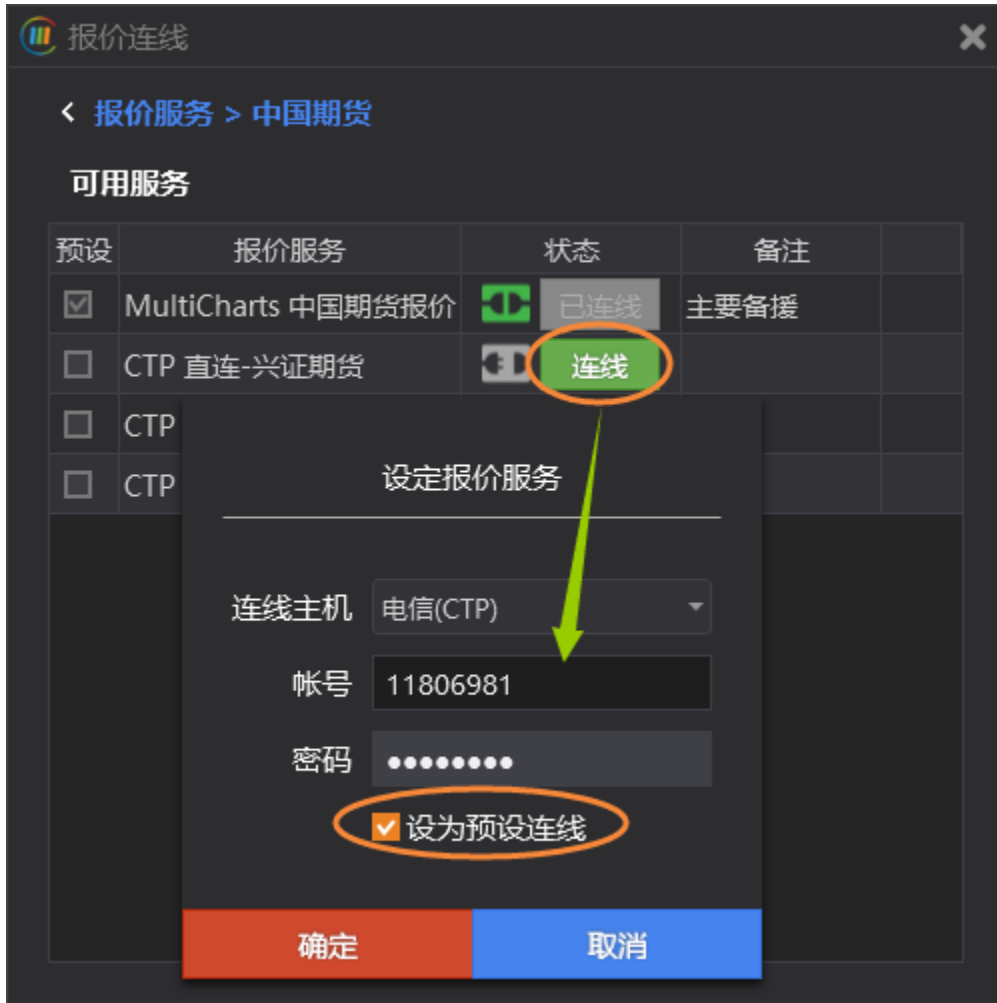 报价连线
报价服务 > 中国期货
可用服务
预设 报价服务 状态 备注
MultiCharts 中国期货报价 已连线 主要备援
CTP 直连-兴证期货 连线
CTP
CTP
设定报价服务
连线主机 电信(CTP)
帐号 11806981
密码 ●●●●●●●●
设为预设连线
确定 取消